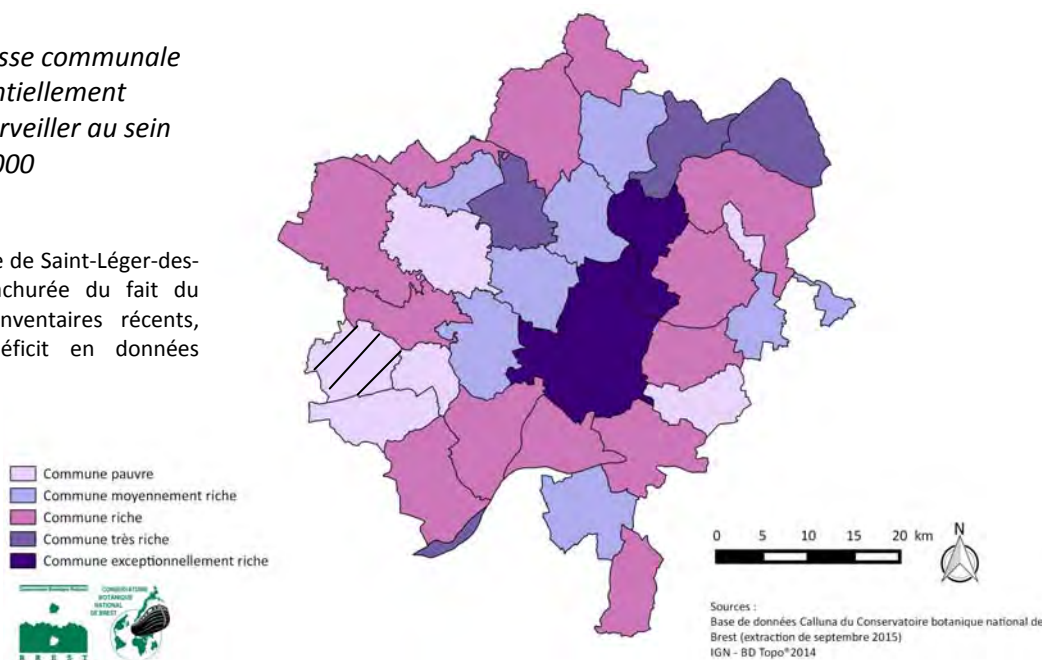 sse communale
ntiellement
rveiller au sein
000
e de Saint-Léger-des-
achurée du fait du
inventaires récents,
éficit en données
Commune pauvre
Commune moyennement riche
Commune riche
Commune très riche
Commune exceptionnellement riche
CONSERVATOIRE
BOTANIQUE
NATIONAL
DE BREST
BREST
0 5 10 15 20 km
N
Sources :
Base de données Calluna du Conservatoire botanique national de
Brest (extraction de septembre 2015)
IGN - BD Topo®2014